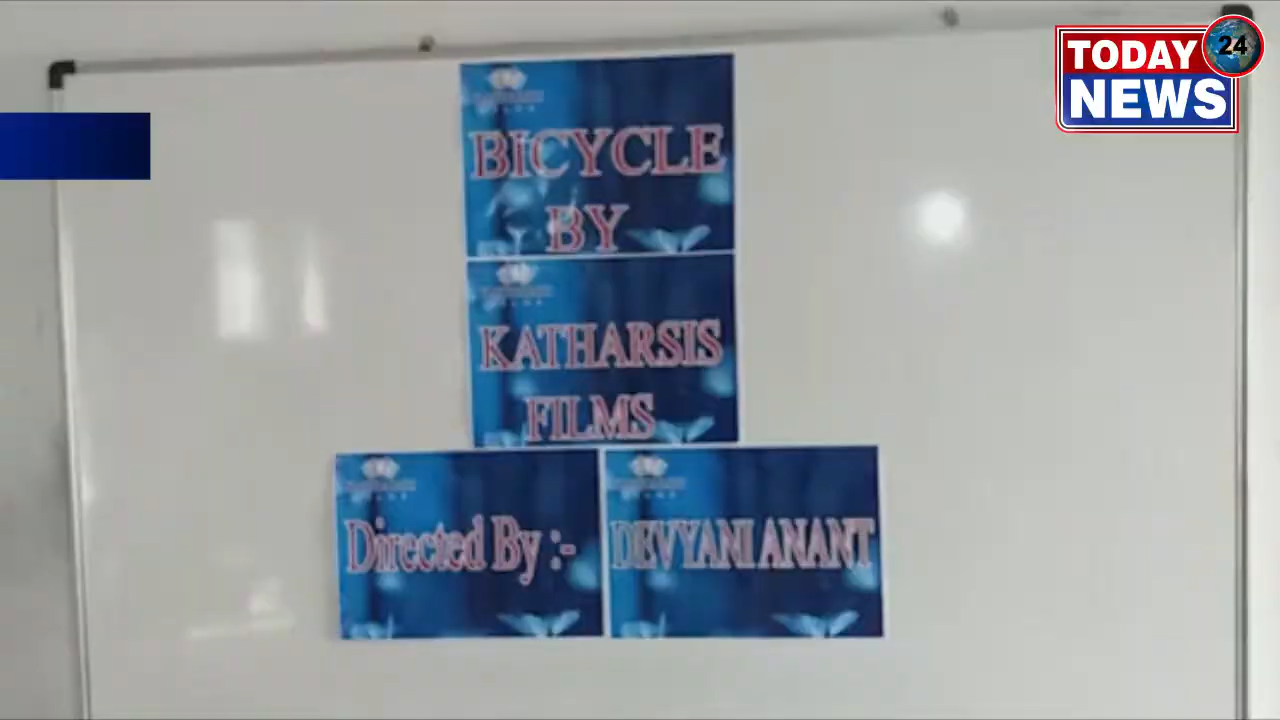 TODAY
24
NEWS
BICYCLE
BY
KATHARSIS
FILMS
Directed By :-
DEVYANI ANANT